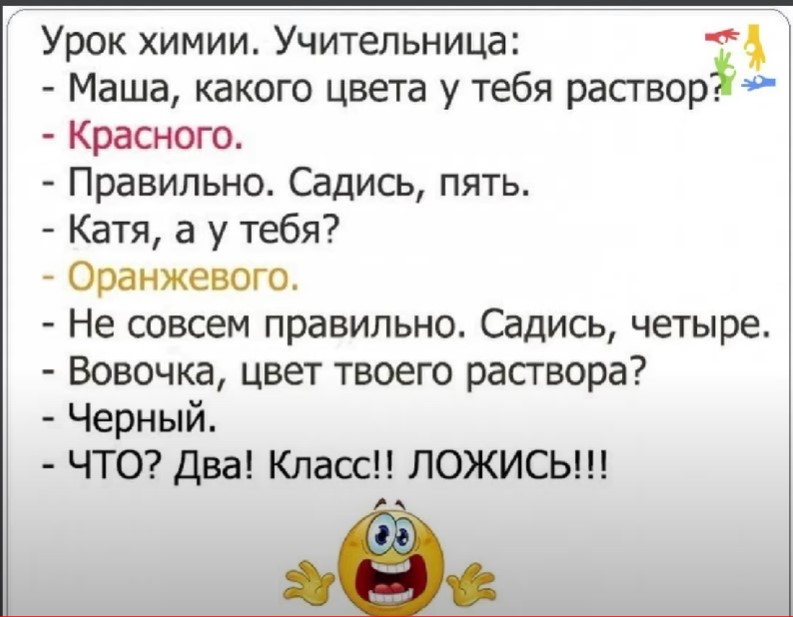 Урок химии. Учительница:
- Маша, какого цвета у тебя раствор?
- Красного.
- Правильно. Садись, пять.
- Катя, а у тебя?
- Оранжевого.
- Не совсем правильно. Садись, четыре.
- Вовочка, цвет твоего раствора?
- Черный.
- ЧТО? Два! Класс!! ЛОЖИСЬ!!!